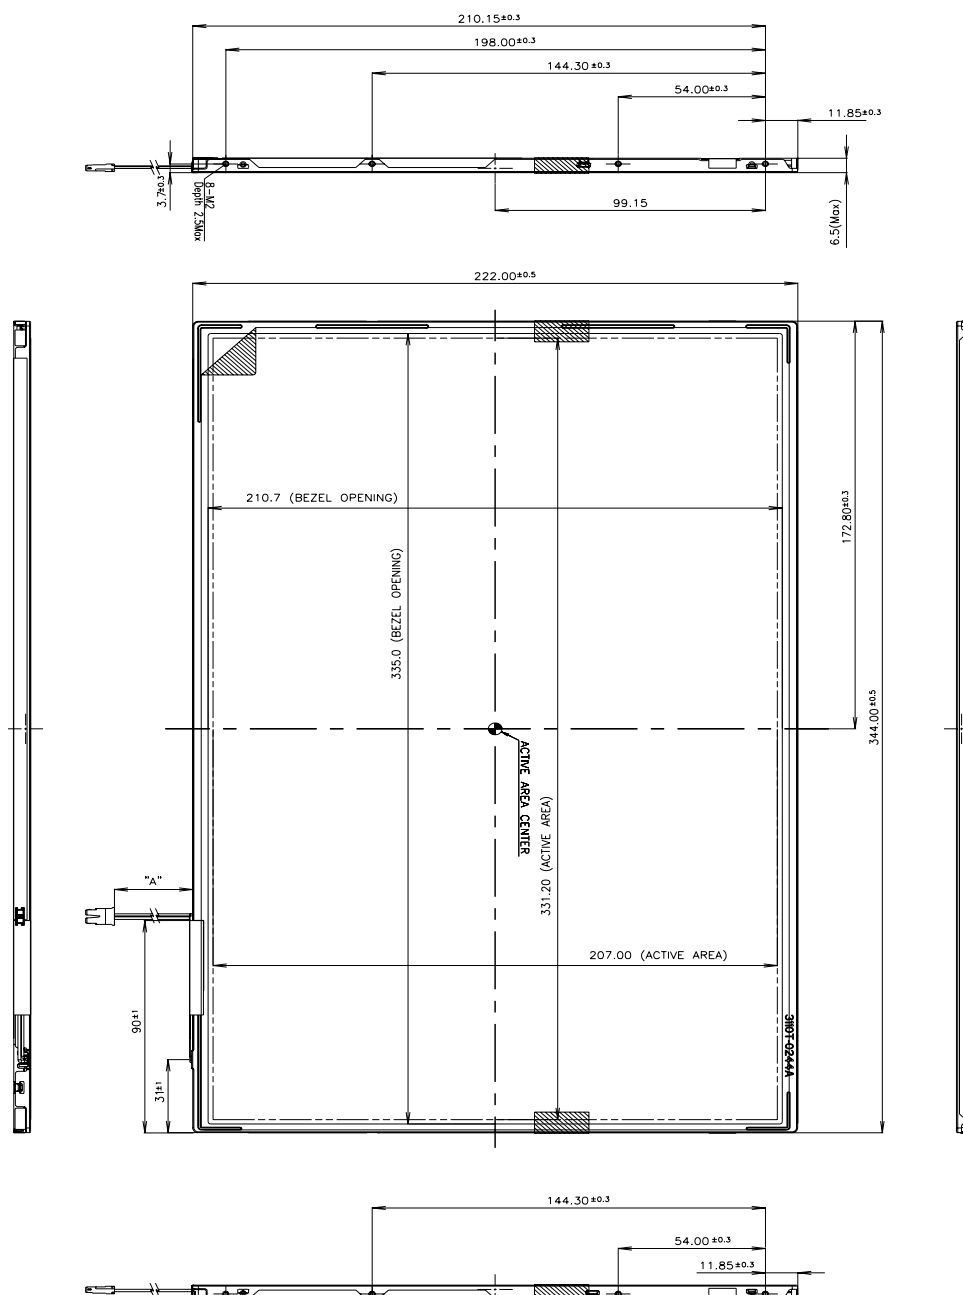 210.15±0.3
198.00±0.3
144.30 ±0.3
54.00±0.3
11.85±0.3
3.7±0.3
8-M2
Depth 2.5Max
99.15
6.5(Max)
222.00±0.5
210.7 (BEZEL OPENING)
335.0 (BEZEL OPENING)
172.80±0.3
344.00 ±0.5
ACTIVE AREA CENTER
331.20 (ACTIVE AREA)
"A"
207.00 (ACTIVE AREA)
90±1
31±1
3110T-0244A
144.30 ±0.3
54.00 ±0.3
11.85±0.3